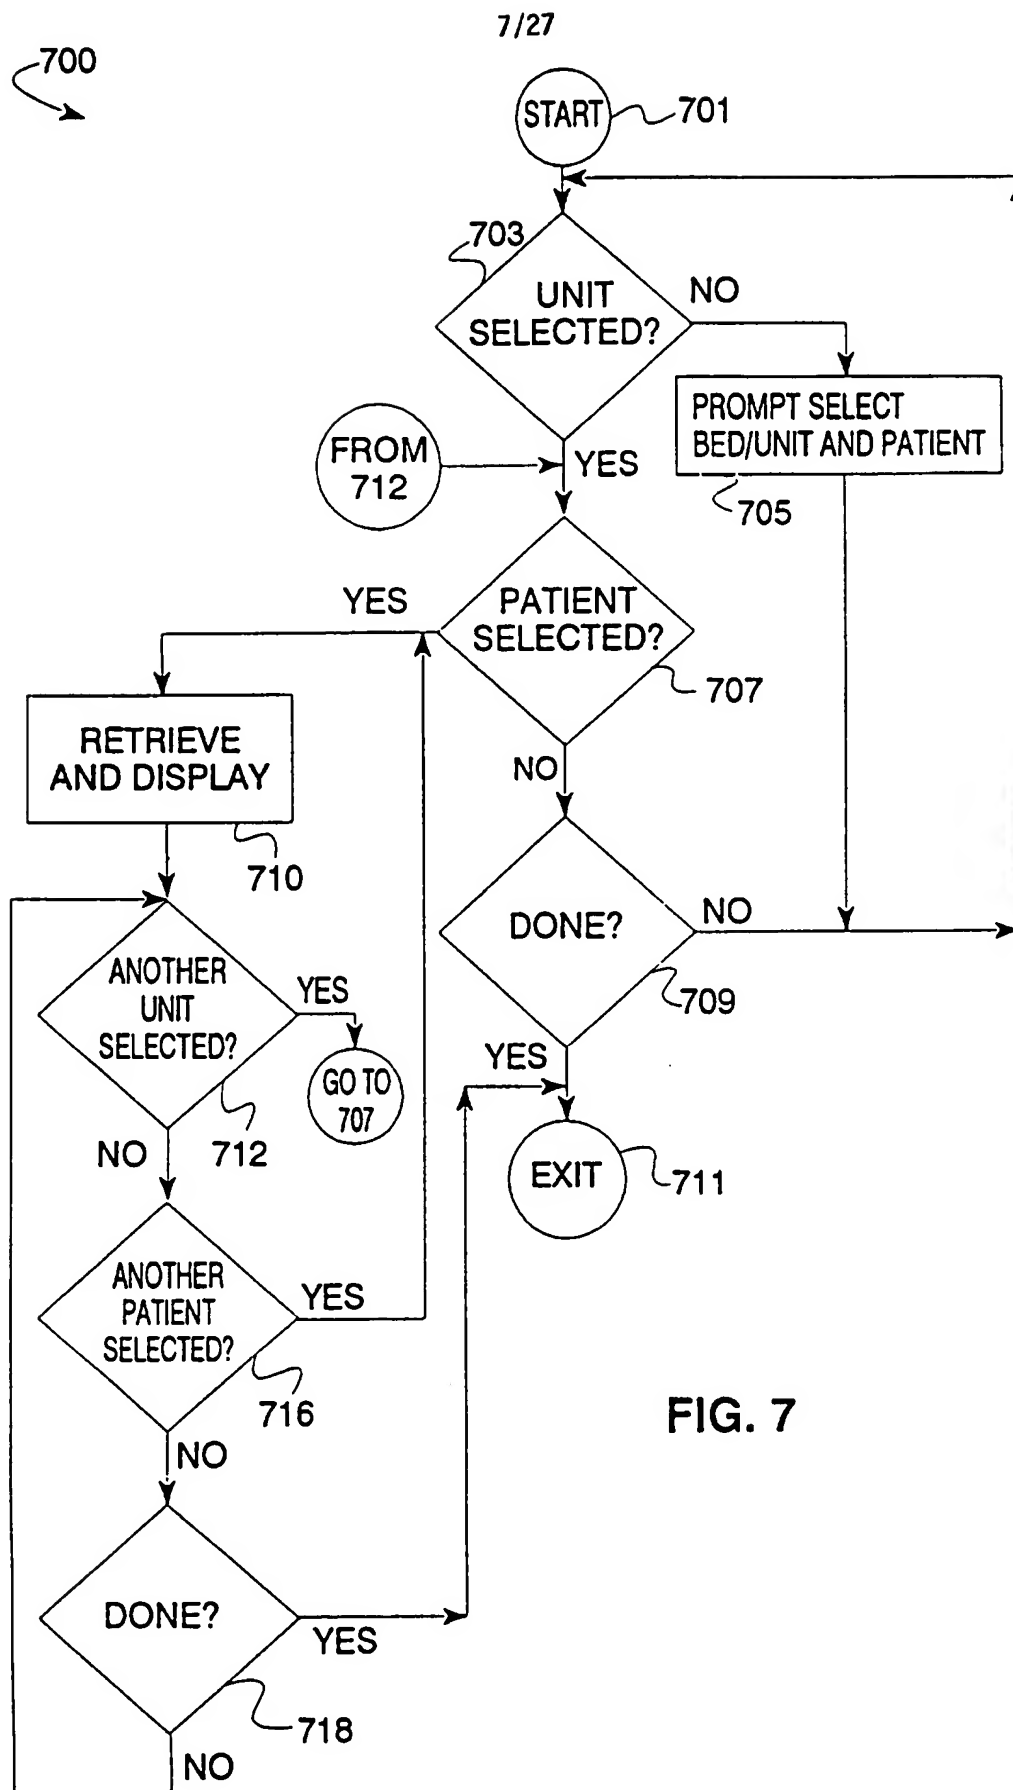 7/27
700
START
701
703
UNIT
SELECTED?
NO
PROMPT SELECT
BED/UNIT AND PATIENT
705
FROM
712
YES
PATIENT
SELECTED?
707
YES
NO
RETRIEVE
AND DISPLAY
710
DONE?
NO
709
YES
ANOTHER
UNIT
SELECTED?
YES
GO TO
707
712
NO
EXIT
711
ANOTHER
PATIENT
SELECTED?
YES
716
NO
FIG. 7
DONE?
YES
718
NO